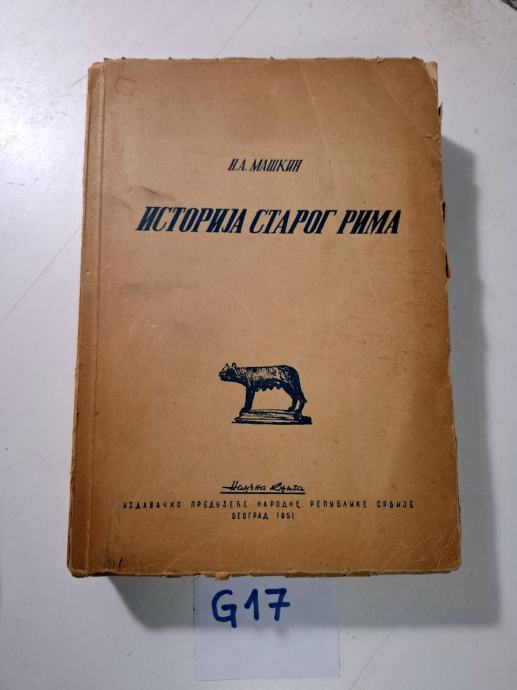 Н.А. МАШКИН
ИСТОРИЈА СТАРОГ РИМА
Научна књига
ИЗДАВАЧКО ПРЕДУЗЕЋЕ НАРОДНЕ РЕПУБЛИКЕ СРБИЈЕ
БЕОГРАД 1951
G17